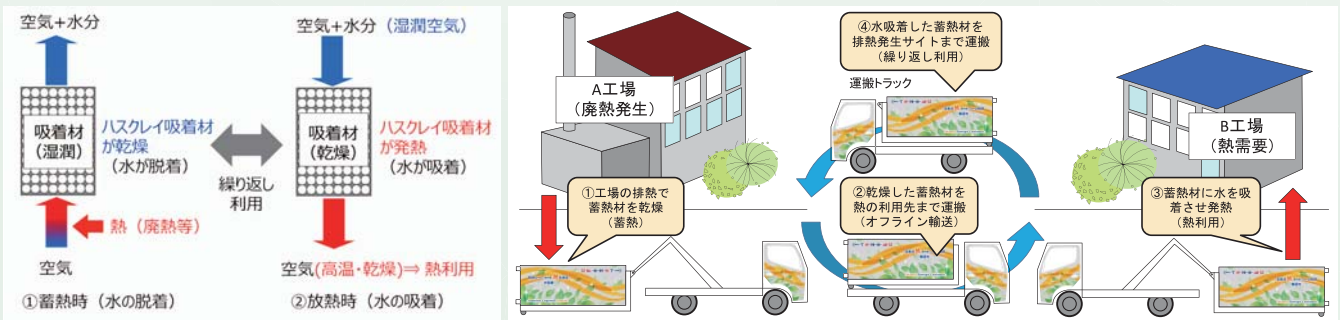 空気+水分
吸着材
(湿潤)
ハスクレイ吸着材
が乾燥
(水が脱着)
熱(廃熱等)
空気
①蓄熱時(水の脱着)
繰り返し
利用
空気+水分(湿潤空気)
吸着材
(乾燥)
ハスクレイ吸着材
が発熱
(水が吸着)
空気(高温・乾燥)⇒ 熱利用
②放熱時(水の吸着)
A工場
(廃熱発生)
①工場の排熱で
蓄熱材を乾燥
(蓄熱)
④水吸着した蓄熱材を
排熱発生サイトまで運搬
(繰り返し利用)
運搬トラック
②乾燥した蓄熱材を
熱の利用先まで運搬
(オフライン輸送)
B工場
(熱需要)
③蓄熱材に水を吸
着させ発熱
(熱利用)